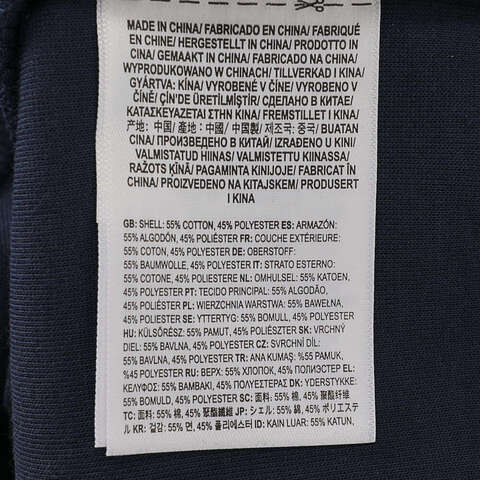 MADE IN CHINA/ FABRICADO EN CHINA/ FABRIQUÉ
EN CHINE/ HERGESTELLT IN CHINA/ PRODOTTO IN
CINA/ GEMAAKT IN CHINA/ FABRICADO NA CHINA/
WYPRODUKOWANO W CHINACH/ TILLVERKAD I KINA/
GYÁRTVA: KÍNA/ VYROBENÉ V ČÍNE/ VYROBENO V
ČÍNĚ/ ÇİN'DE ÜRETİLMİŞTİR/ СДЕЛАНО В КИТАЕ/
ΚΑΤΑΣΚΕΥΑΖΕΤΑΙ ΣΤΗΝ ΚΙΝΑ/ FREMSTILLET I KINA/
产地: 中国/ 產地: 中國/ 中国製/ 제조국: 중국/ BUATAN
CINA/ ПРОИЗВЕДЕНО В КИТАЙ/ IZRAĐENO U KINI/
VALMISTATUD HIINAS/ VALMISTETTU KIINASSA/
RAŽOTS ĶĪNĀ/ PAGAMINTA KINIJOJE/ FABRICAT ÎN
CHINA/ PROIZVEDENO NA KITAJSKEM/ PRODUSERT
I KINA
GB: SHELL: 55% COTTON, 45% POLYESTER ES: ARMAZÓN:
55% ALGODÓN, 45% POLIÉSTER FR: COUCHE EXTÉRIEURE:
55% COTON, 45% POLYESTER DE: OBERSTOFF:
55% BAUMWOLLE, 45% POLYESTER IT: STRATO ESTERNO:
55% COTONE, 45% POLIESTERE NL: OMHULSEL: 55% KATOEN,
45% POLYESTER PT: TECIDO PRINCIPAL: 55% ALGODÃO,
45% POLIÉSTER PL: WIERZCHNIA WARSTWA: 55% BAWEŁNA,
45% POLIESTER SE: YTTERTYG: 55% BOMULL, 45% POLYESTER
HU: KÜLSŐRÉSZ: 55% PAMUT, 45% POLIÉSZTER SK: VRCHNÝ
DIEL: 55% BAVLNA, 45% POLYESTER CZ: SVRCHNÍ DÍL:
55% BAVLNA, 45% POLYESTER TR: ANA KUMAŞ: %55 PAMUK,
%45 POLYESTER RU: ВЕРХ: 55% ХЛОПОК, 45% ПОЛИЭСТЕР EL:
ΚΕΛΥΦΟΣ: 55% ΒΑΜΒΑΚΙ, 45% ΠΟΛΥΕΣΤΕΡΑΣ DK: YDERSTYKKE:
55% BOMULD, 45% POLYESTER SC: 面料: 55% 棉, 45% 聚酯纤维
TC: 面料: 55% 棉, 45% 聚酯纖維 JP: シェル: 55% 綿, 45% ポリエステ
ル KR: 겉감: 55% 면, 45% 폴리에스터 ID: KAIN LUAR: 55% KATUN,